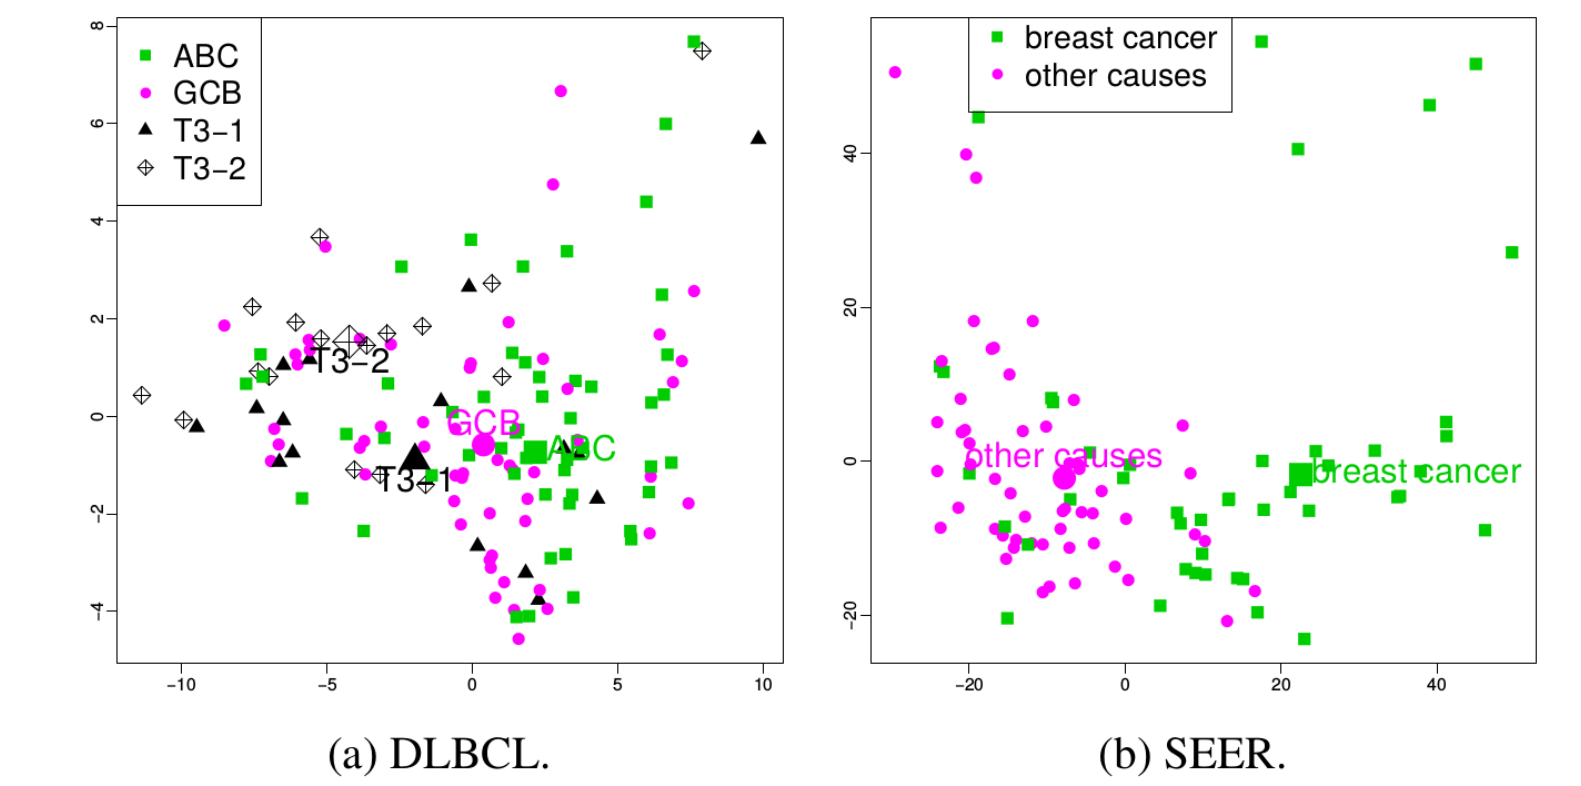 8
6
4
2
0
−2
−4
ABC
GCB
T3−1
T3−2
T3−2
GCB
ABC
T3−1
−10
−5
0
5
10
(a) DLBCL.
40
20
0
−20
breast cancer
other causes
other causes
breast cancer
−20
0
20
40
(b) SEER.